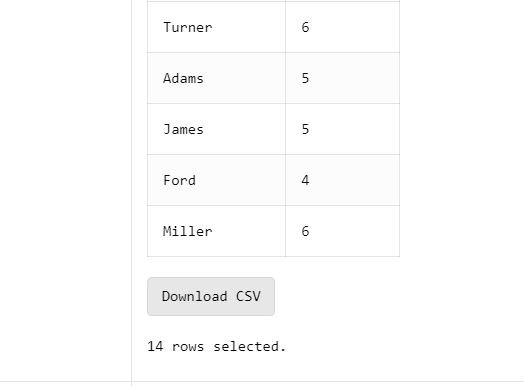 Turner 6
Adams 5
James 5
Ford 4
Miller 6
Download CSV
14 rows selected.